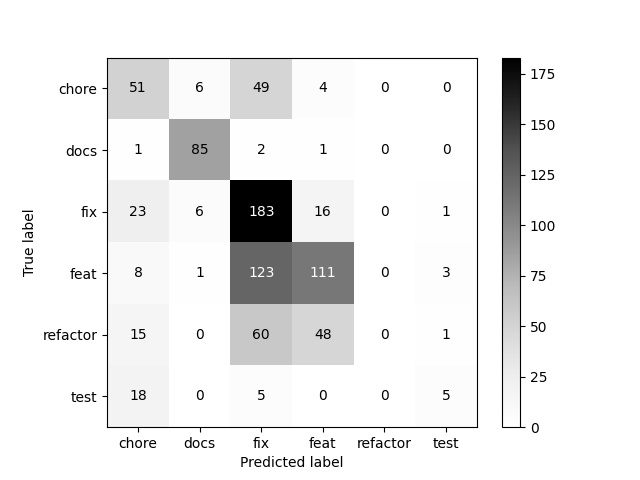 chore 51 6 49 4 0 0
docs 1 85 2 1 0 0
fix 23 6 183 16 0 1
feat 8 1 123 111 0 3
refactor 15 0 60 48 0 1
test 18 0 5 0 0 5
chore docs fix feat refactor test
Predicted label
True label
175
150
125
100
75
50
25
0